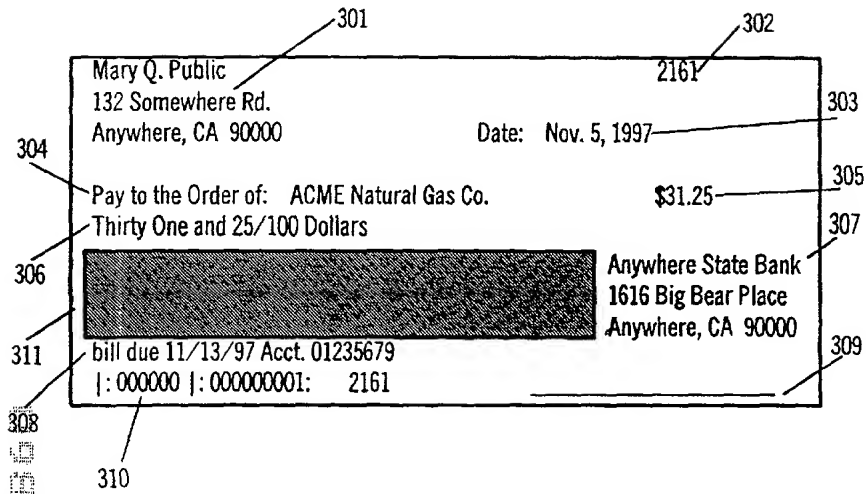 301
302
Mary Q. Public 2161
132 Somewhere Rd. 303
Anywhere, CA 90000 Date: Nov. 5, 1997
304
305
Pay to the Order of: ACME Natural Gas Co. $31.25
Thirty One and 25/100 Dollars 307
306 Anywhere State Bank
1616 Big Bear Place
311 Anywhere, CA 90000
bill due 11/13/97 Acct. 01235679 309
|: 000000 |: 000000001: 2161
308
310